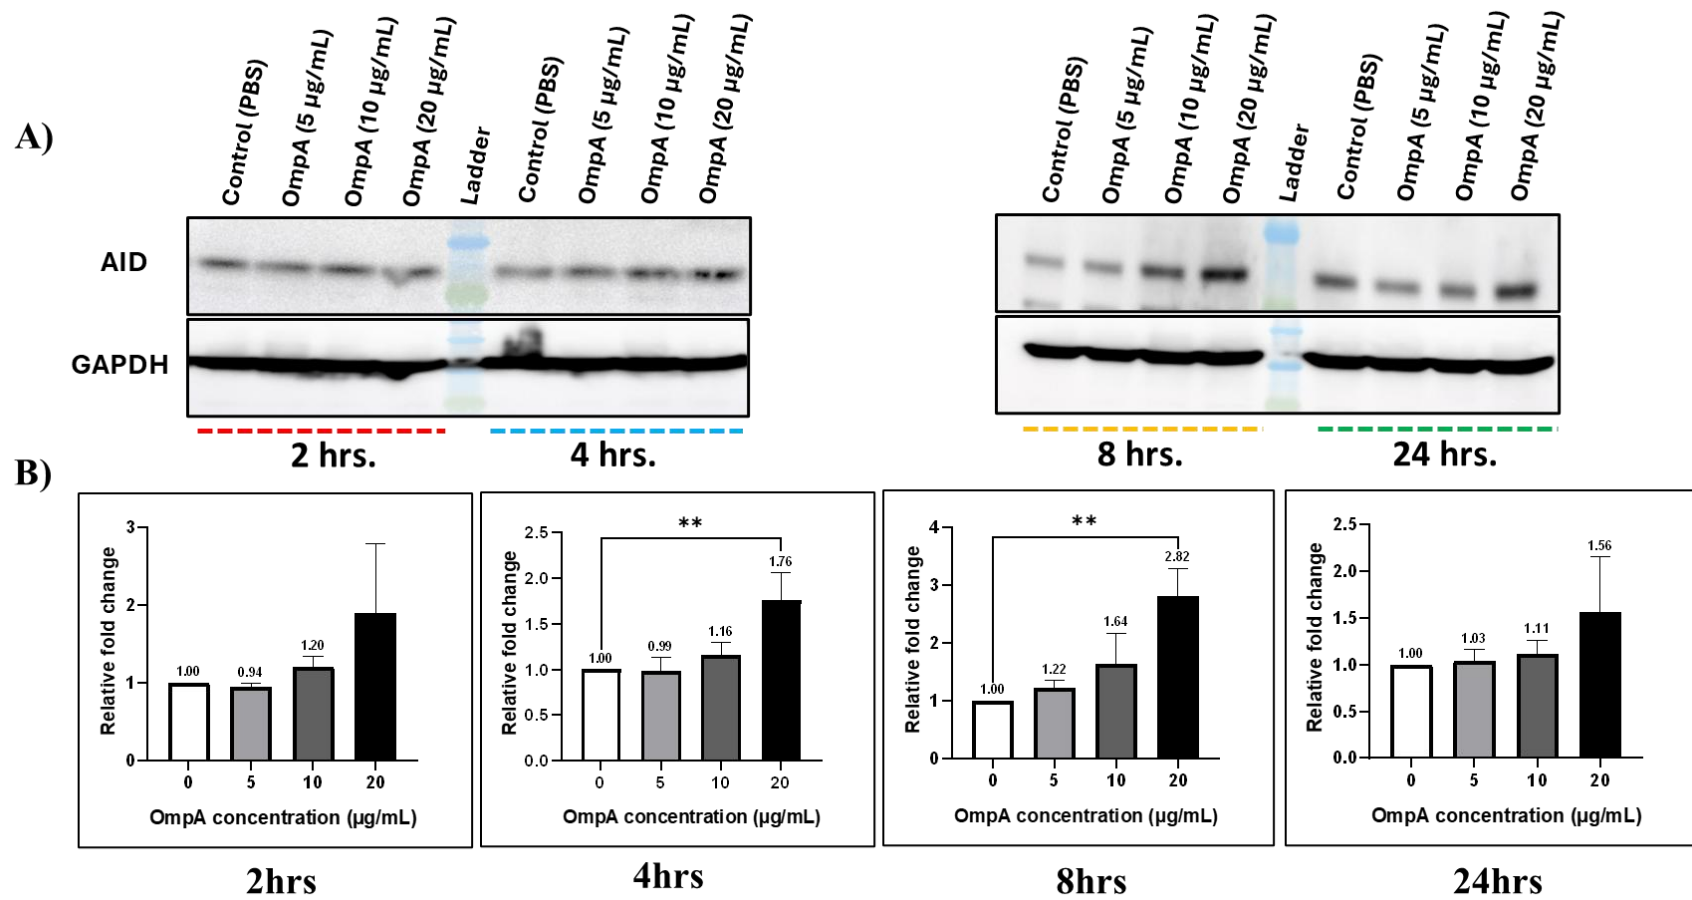 A)
Control (PBS)
OmpA (5 µg/mL)
OmpA (10 µg/mL)
OmpA (20 µg/mL)
Ladder
Control (PBS)
OmpA (5 µg/mL)
OmpA (10 µg/mL)
OmpA (20 µg/mL)
Control (PBS)
OmpA (5 µg/mL)
OmpA (10 µg/mL)
OmpA (20 µg/mL)
Ladder
Control (PBS)
OmpA (5 µg/mL)
OmpA (10 µg/mL)
OmpA (20 µg/mL)
AID
GAPDH
2 hrs.
4 hrs.
8 hrs.
24 hrs.
B)
Relative fold change
3
2
1
0
1.00
0.94
1.20
0
5
10
20
OmpA concentration (µg/mL)
2hrs
Relative fold change
2.5
2.0
1.5
1.0
0.5
0.0
**
1.00
0.99
1.16
1.76
0
5
10
20
OmpA concentration (µg/mL)
4hrs
Relative fold change
4
3
2
1
0
**
1.00
1.22
1.64
2.82
0
5
10
20
OmpA concentration (µg/mL)
8hrs
Relative fold change
2.5
2.0
1.5
1.0
0.5
0.0
1.00
1.03
1.11
1.56
0
5
10
20
OmpA concentration (µg/mL)
24hrs